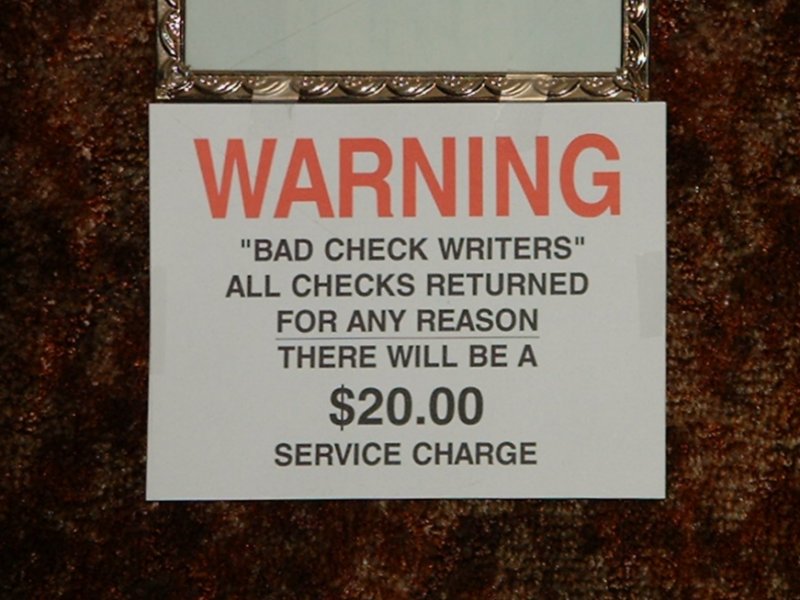 WARNING
"BAD CHECK WRITERS"
ALL CHECKS RETURNED
FOR ANY REASON
THERE WILL BE A
$20.00
SERVICE CHARGE